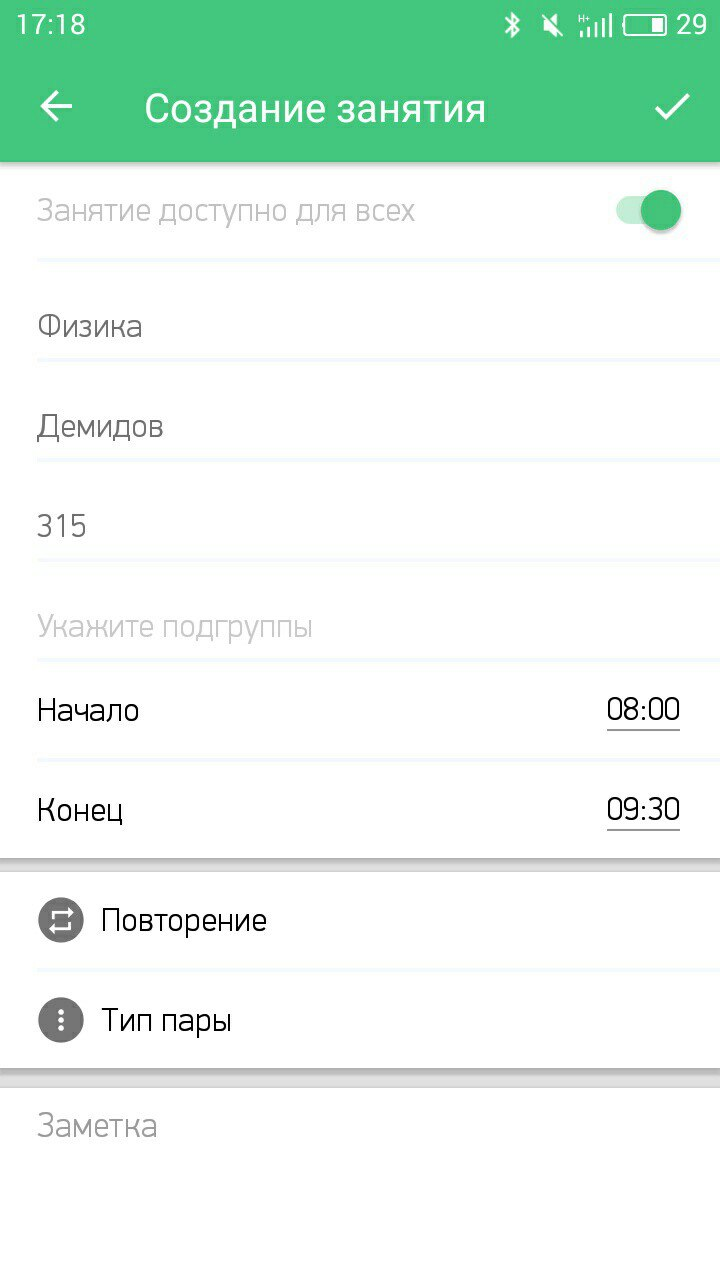 17:18 H+ 29
Создание занятия
Занятие доступно для всех
Физика
Демидов
315
Укажите подгруппы
Начало 08:00
Конец 09:30
Повторение
Тип пары
Заметка